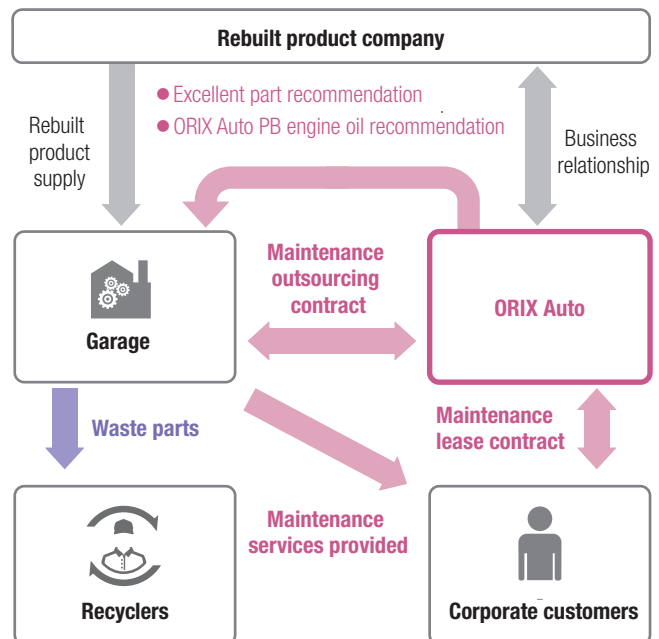 Rebuilt product company
● Excellent part recommendation
● ORIX Auto PB engine oil recommendation
Rebuilt
product
supply
Business
relationship
Maintenance
outsourcing
contract
Garage
ORIX Auto
Waste parts
Maintenance
lease contract
Maintenance
services provided
Recyclers
Corporate customers